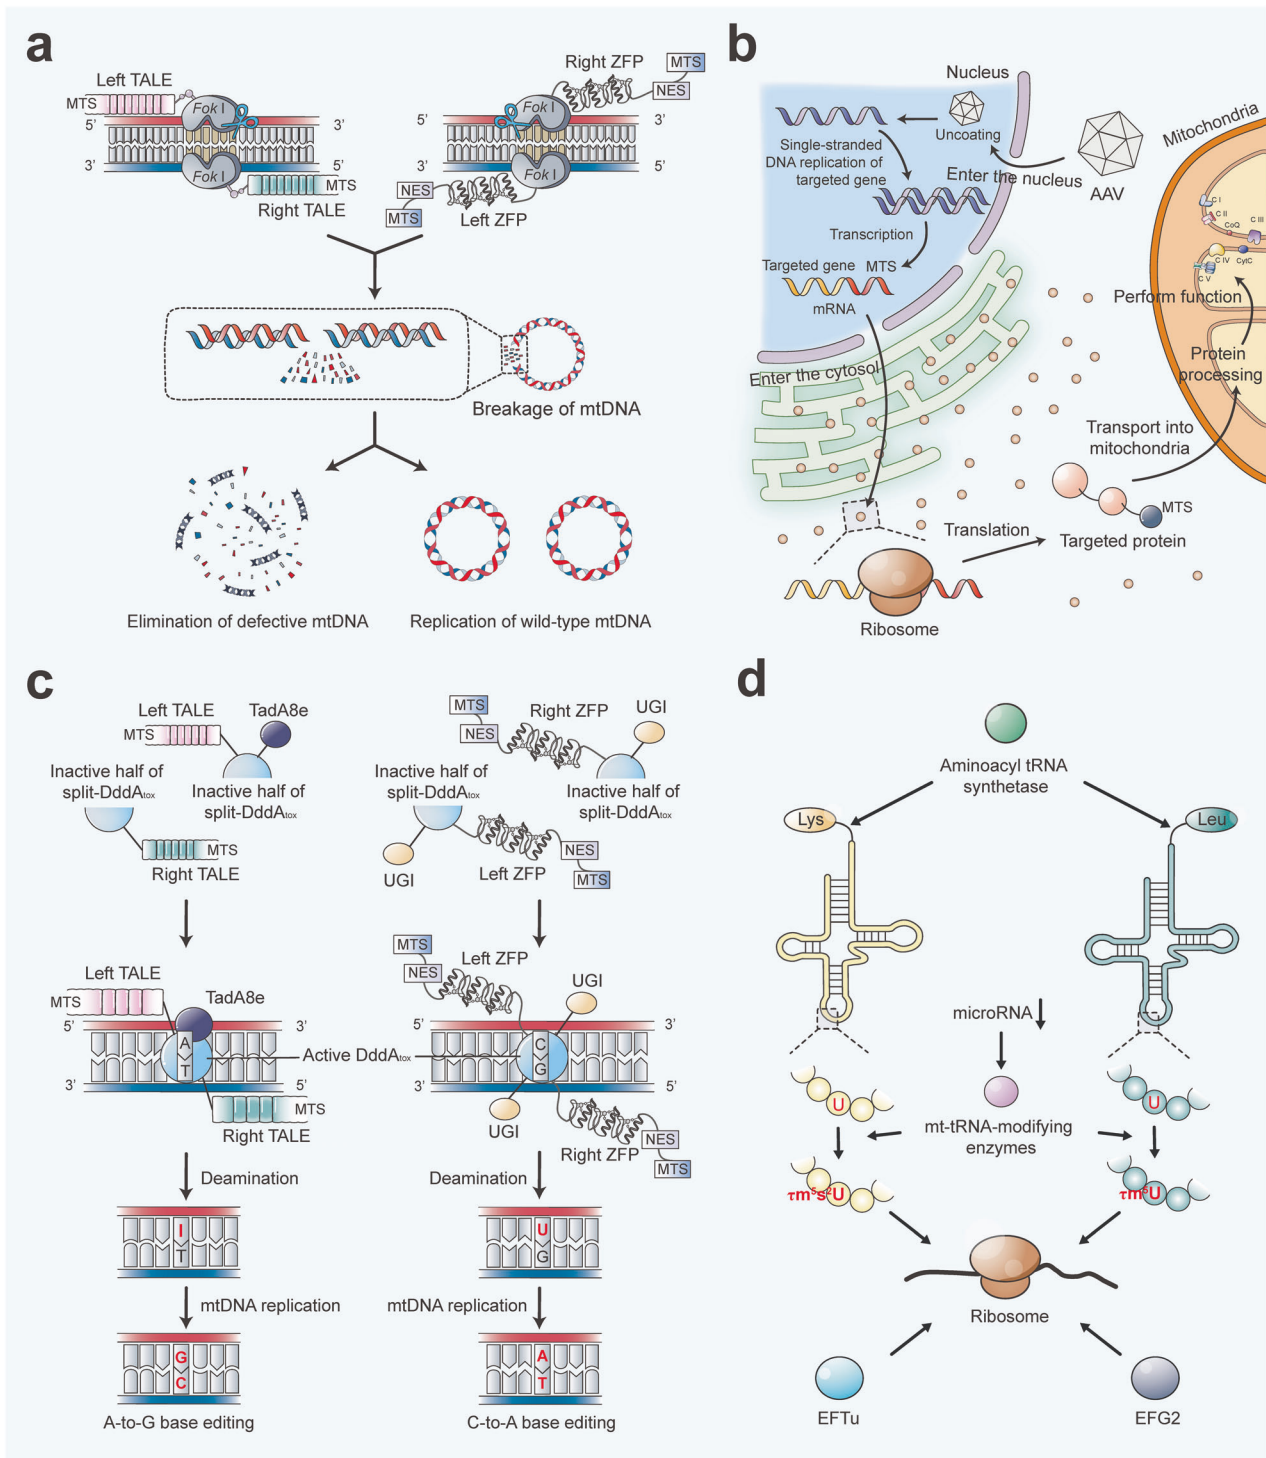 a
Left TALE
MTS
Fok I
5'
3'
3'
5'
Fok I
MTS
Right TALE
Right ZFP
MTS
NES
Fok I
5'
3'
3'
5'
Fok I
NES
MTS
Left ZFP
Breakage of mtDNA
Elimination of defective mtDNA
Replication of wild-type mtDNA
b
Nucleus
Uncoating
Single-stranded
DNA replication of
targeted gene
Enter the nucleus
AAV
Mitochondria
C I
C II
CoQ
C III
C IV
CytC
C V
Transcription
Targeted gene
MTS
mRNA
Perform function
Enter the cytosol
Protein
processing
Transport into
mitochondria
MTS
Targeted protein
Translation
Ribosome
c
Left TALE
TadA8e
MTS
Inactive half of
split-DddAtox
Inactive half of
split-DddAtox
MTS
Right TALE
MTS
NES
Right ZFP
UGI
Inactive half of
split-DddAtox
Inactive half of
split-DddAtox
UGI
Left ZFP
NES
MTS
Left TALE
MTS
TadA8e
5'
3'
A
T
3'
5'
MTS
Right TALE
Active DddAtox
MTS
NES
Left ZFP
UGI
5'
3'
C
G
3'
5'
UGI
Right ZFP
NES
MTS
Deamination
Deamination
I
T
U
G
mtDNA replication
mtDNA replication
G
C
A
T
A-to-G base editing
C-to-A base editing
d
Aminoacyl tRNA
synthetase
Lys
Leu
microRNA
U
U
mt-tRNA-modifying
enzymes
τm⁵s²U
τm⁵U
Ribosome
EFTu
EFG2